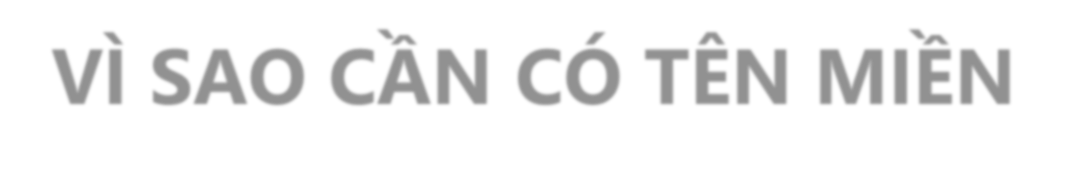 VÌ SAO CẦN CÓ TÊN MIỀN